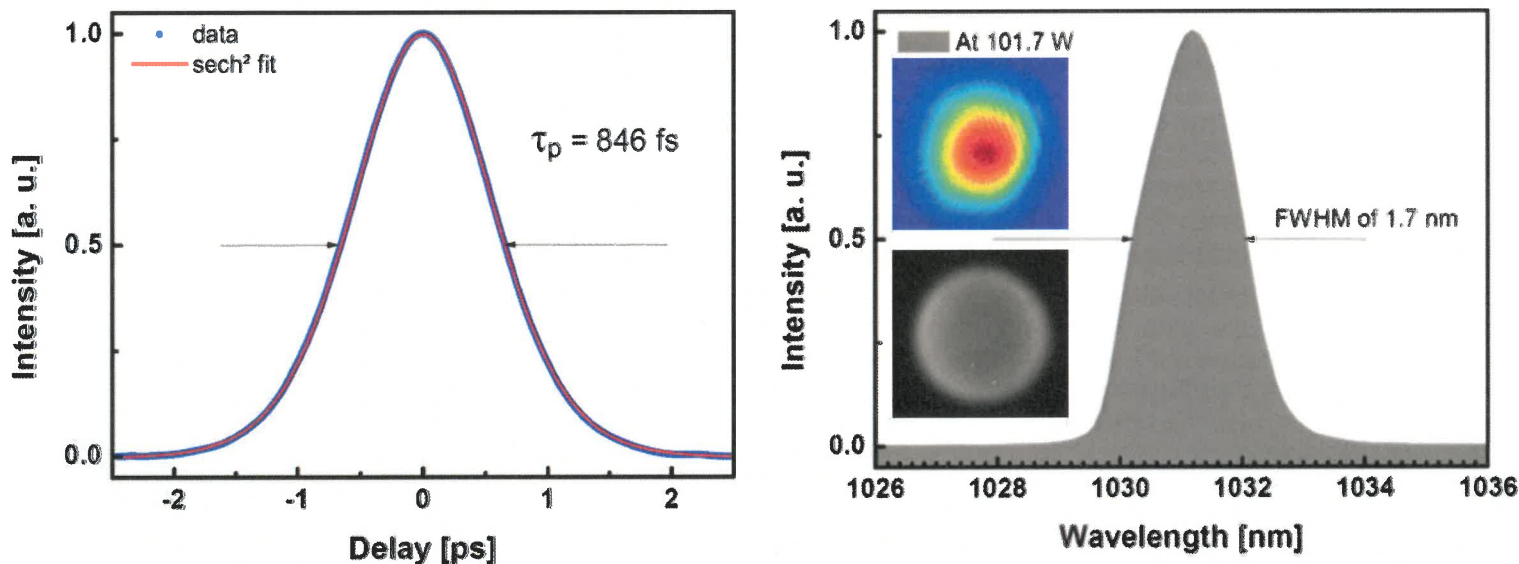 1.0
data
sech² fit
τp = 846 fs
0.5
0.0
-2
-1
0
1
2
Intensity [a. u.]
Delay [ps]
1.0
At 101.7 W
FWHM of 1.7 nm
0.5
0.0
1026
1028
1030
1032
1034
1036
Intensity [a. u.]
Wavelength [nm]